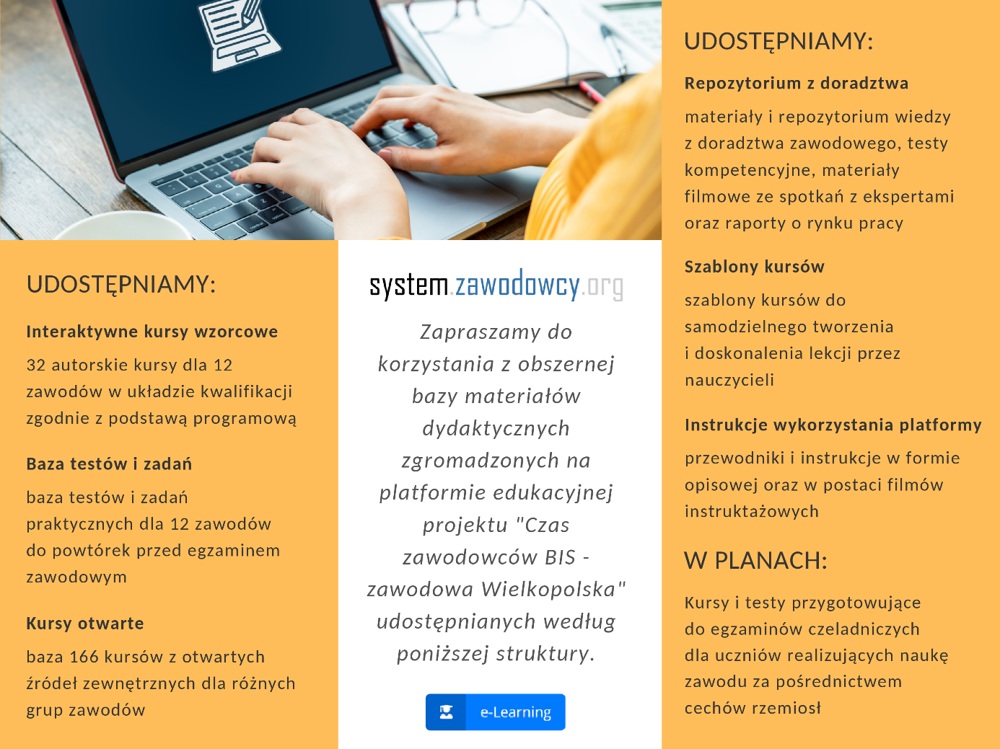 UDOSTĘPNIAMY:
Interaktywne kursy wzorcowe
32 autorskie kursy dla 12
zawodów w układzie kwalifikacji
zgodnie z podstawą programową
Baza testów i zadań
baza testów i zadań
praktycznych dla 12 zawodów
do powtórek przed egzaminem
zawodowym
Kursy otwarte
baza 166 kursów z otwartych
źródeł zewnętrznych dla różnych
grup zawodów
system.zawodowcy.org
Zapraszamy do
korzystania z obszernej
bazy materiałów
dydaktycznych
zgromadzonych na
platformie edukacyjnej
projektu "Czas
zawodowców BIS -
zawodowa Wielkopolska"
udostępnianych według
poniższej struktury.
e-Learning
UDOSTĘPNIAMY:
Repozytorium z doradztwa
materiały i repozytorium wiedzy
z doradztwa zawodowego, testy
kompetencyjne, materiały
filmowe ze spotkań z ekspertami
oraz raporty o rynku pracy
Szablony kursów
szablony kursów do
samodzielnego tworzenia
i doskonalenia lekcji przez
nauczycieli
Instrukcje wykorzystania platformy
przewodniki i instrukcje w formie
opisowej oraz w postaci filmów
instruktażowych
W PLANACH:
Kursy i testy przygotowujące
do egzaminów czeladniczych
dla uczniów realizujących naukę
zawodu za pośrednictwem
cechów rzemiosł